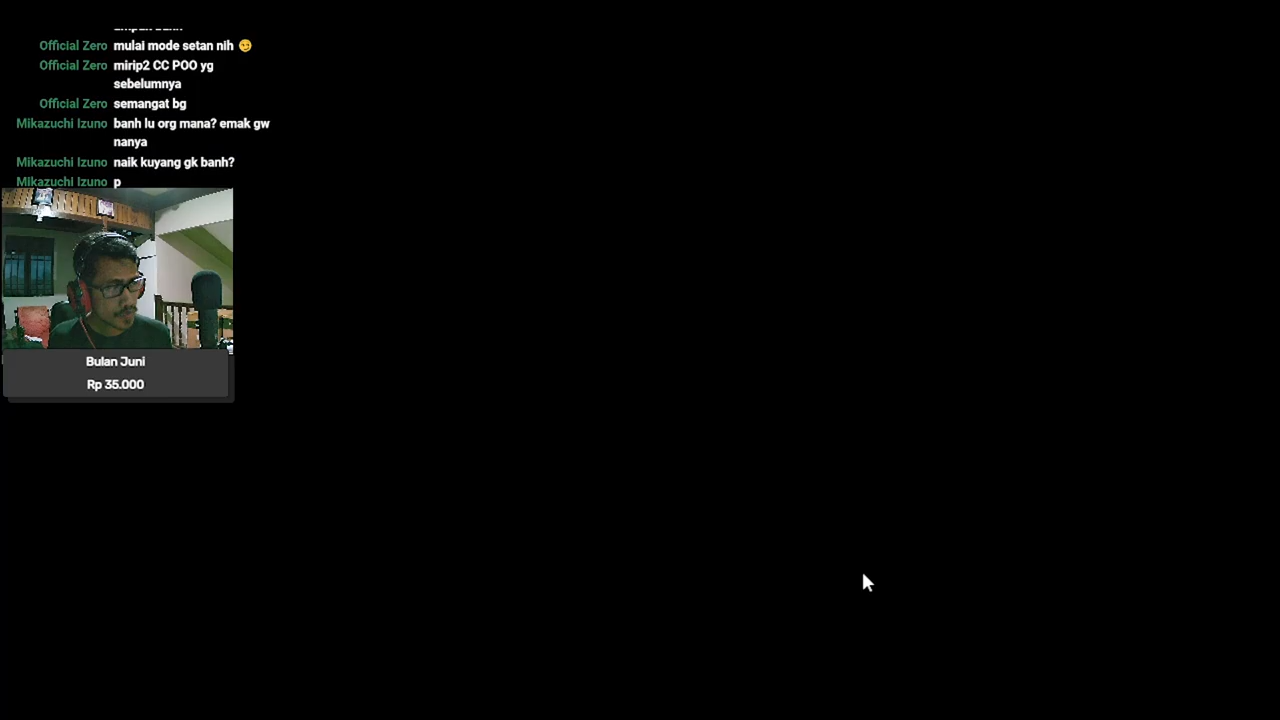 Official Zero mulai mode setan nih 😏
Official Zero mirip2 CC POO yg
sebelumnya
Official Zero semangat bg
Mikazuchi Izuno banh lu org mana? emak gw
nanya
Mikazuchi Izuno naik kuyang gk banh?
Mikazuchi Izuno p
Bulan Juni
Rp 35.000